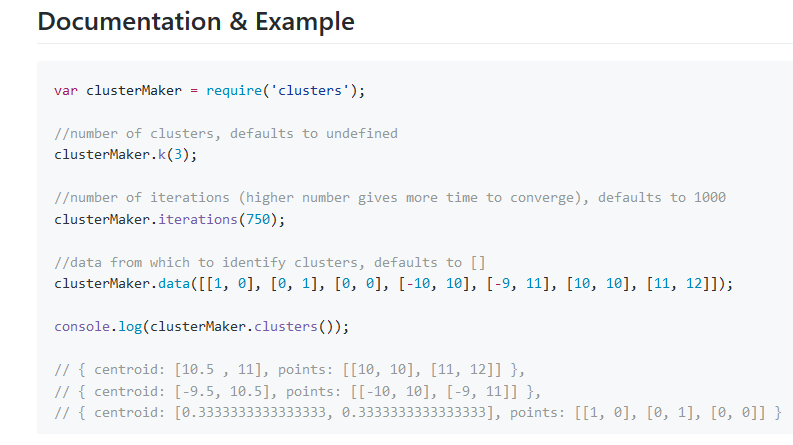 Documentation & Example
var clusterMaker = require('clusters');
//number of clusters, defaults to undefined
clusterMaker.k(3);
//number of iterations (higher number gives more time to converge), defaults to 1000
clusterMaker.iterations(750);
//data from which to identify clusters, defaults to []
clusterMaker.data([[1, 0], [0, 1], [0, 0], [-10, 10], [-9, 11], [10, 10], [11, 12]]);
console.log(clusterMaker.clusters());
// { centroid: [10.5 , 11], points: [[10, 10], [11, 12]] },
// { centroid: [-9.5, 10.5], points: [[-10, 10], [-9, 11]] },
// { centroid: [0.3333333333333333, 0.3333333333333333], points: [[1, 0], [0, 1], [0, 0]] }